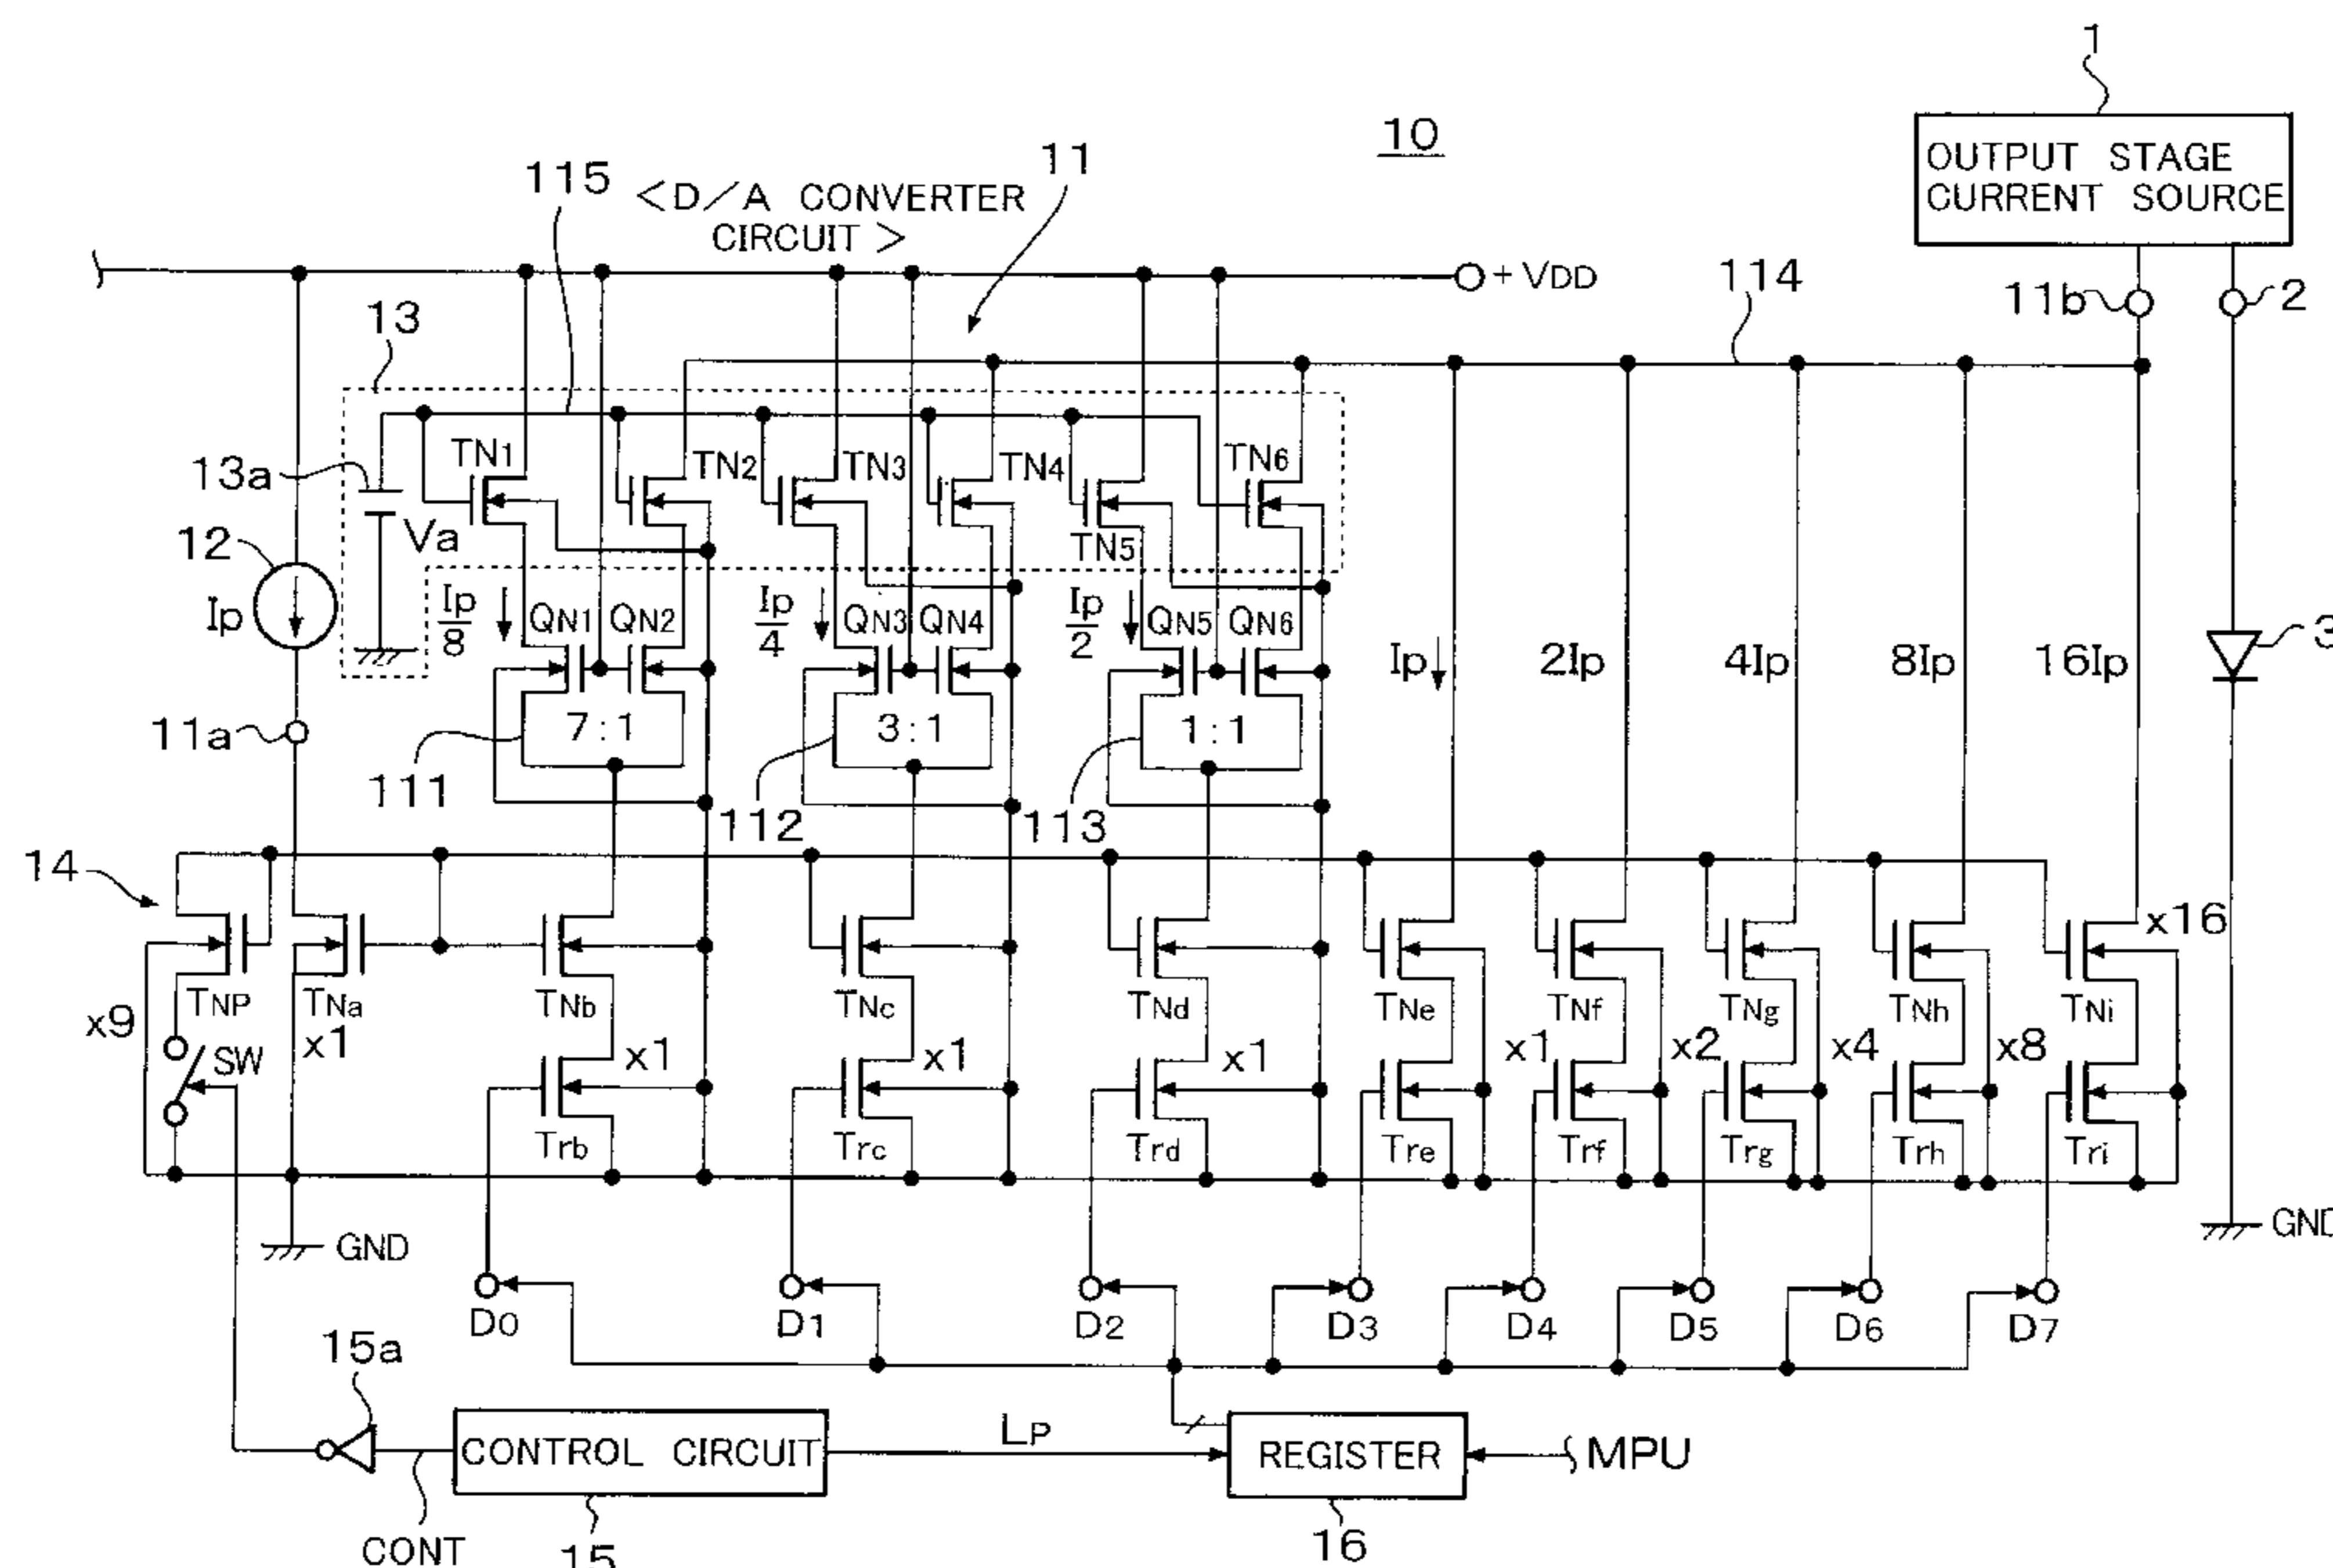 1
10
OUTPUT STAGE
CURRENT SOURCE
115
<D/A CONVERTER
CIRCUIT>
11
+VDD
114
11b
2
13
13a
Va
TN1
TN2
TN3
TN4
TN5
TN6
12
Ip
Ip/8
QN1
QN2
Ip/4
QN3
QN4
Ip/2
QN5
QN6
Ip
2Ip
4Ip
8Ip
16Ip
3
11a
7:1
3:1
1:1
111
112
113
14
x16
TNP
TNa
TNb
TNc
TNd
TNe
TNf
TNg
TNh
TNi
x9
x1
SW
x1
x1
x1
x1
x2
x4
x8
Trb
Trc
Trd
Tre
Trf
Trg
Trh
Tri
GND
GND
D0
D1
D2
D3
D4
D5
D6
D7
15a
CONTROL CIRCUIT
LP
REGISTER
MPU
CONT
15
16